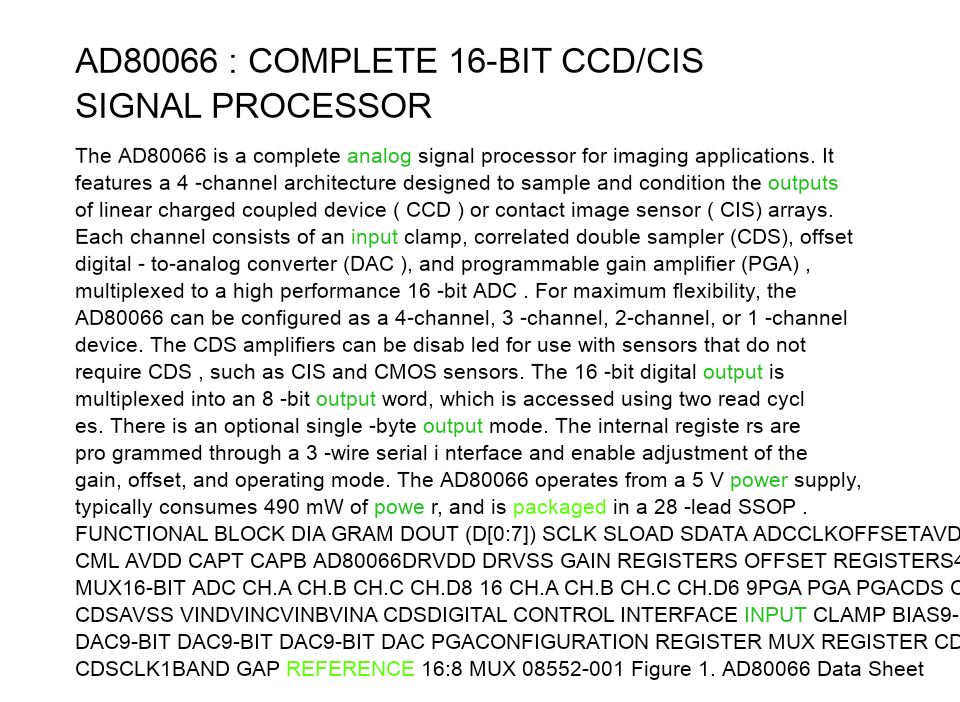 AD80066 : COMPLETE 16-BIT CCD/CIS
SIGNAL PROCESSOR
The AD80066 is a complete analog signal processor for imaging applications. It
features a 4 -channel architecture designed to sample and condition the outputs
of linear charged coupled device ( CCD ) or contact image sensor ( CIS) arrays.
Each channel consists of an input clamp, correlated double sampler (CDS), offset
digital - to-analog converter (DAC ), and programmable gain amplifier (PGA) ,
multiplexed to a high performance 16 -bit ADC . For maximum flexibility, the
AD80066 can be configured as a 4-channel, 3 -channel, 2-channel, or 1 -channel
device. The CDS amplifiers can be disab led for use with sensors that do not
require CDS , such as CIS and CMOS sensors. The 16 -bit digital output is
multiplexed into an 8 -bit output word, which is accessed using two read cycl
es. There is an optional single -byte output mode. The internal registe rs are
pro grammed through a 3 -wire serial i nterface and enable adjustment of the
gain, offset, and operating mode. The AD80066 operates from a 5 V power supply,
typically consumes 490 mW of powe r, and is packaged in a 28 -lead SSOP .
FUNCTIONAL BLOCK DIA GRAM DOUT (D[0:7]) SCLK SLOAD SDATA ADCCLKOFFSETAVD
CML AVDD CAPT CAPB AD80066DRVDD DRVSS GAIN REGISTERS OFFSET REGISTERS4
MUX16-BIT ADC CH.A CH.B CH.C CH.D8 16 CH.A CH.B CH.C CH.D6 9PGA PGA PGACDS C
CDSAVSS VINDVINCVINBVINA CDSDIGITAL CONTROL INTERFACE INPUT CLAMP BIAS9-
DAC9-BIT DAC9-BIT DAC9-BIT DAC PGACONFIGURATION REGISTER MUX REGISTER CD
CDSCLK1BAND GAP REFERENCE 16:8 MUX 08552-001 Figure 1. AD80066 Data Sheet